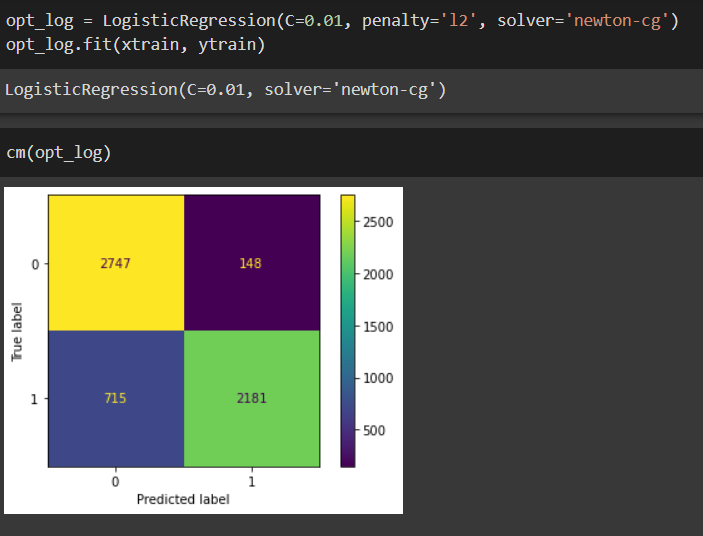 opt_log = LogisticRegression(C=0.01, penalty='l2', solver='newton-cg')
opt_log.fit(xtrain, ytrain)
LogisticRegression(C=0.01, solver='newton-cg')
cm(opt_log)
2500
2000
1500
1000
500
0
2747
148
True label
1
715
2181
0
1
Predicted label